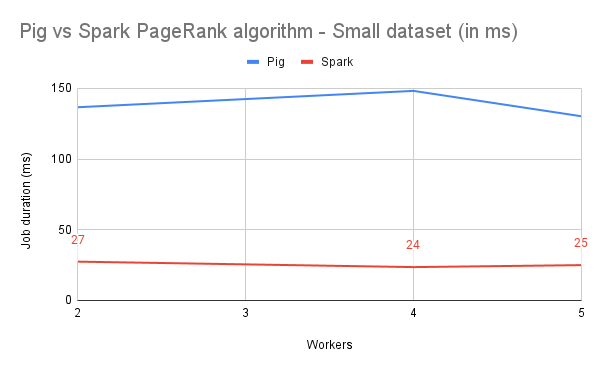 Pig vs Spark PageRank algorithm - Small dataset (in ms)
Pig
Spark
150
100
50
0
Job duration (ms)
27
24
25
2
3
4
5
Workers